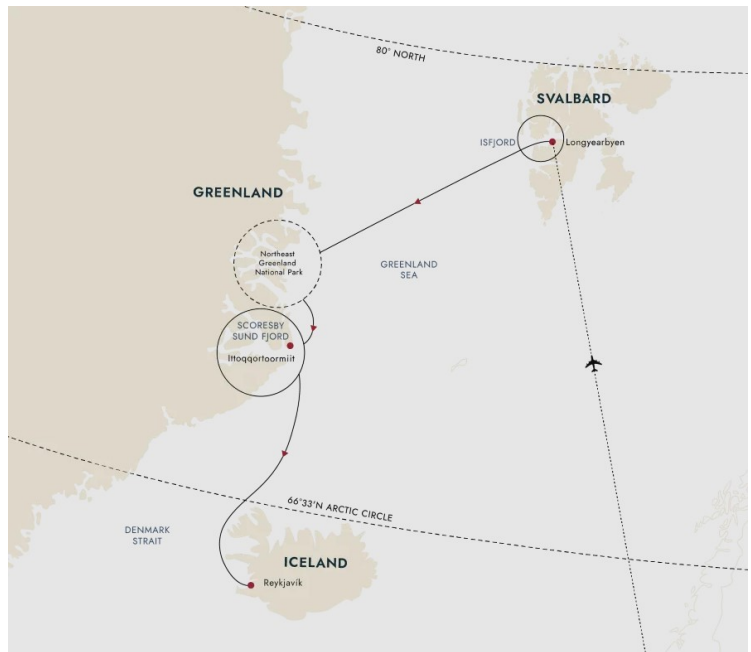 80° NORTH
SVALBARD
ISFJORD
Longyearbyen
GREENLAND
Northeast
Greenland
National Park
GREENLAND
SEA
SCORESBY
SUND FJORD
Ittoqqortoormiit
66°33'N ARCTIC CIRCLE
DENMARK
STRAIT
ICELAND
Reykjavík